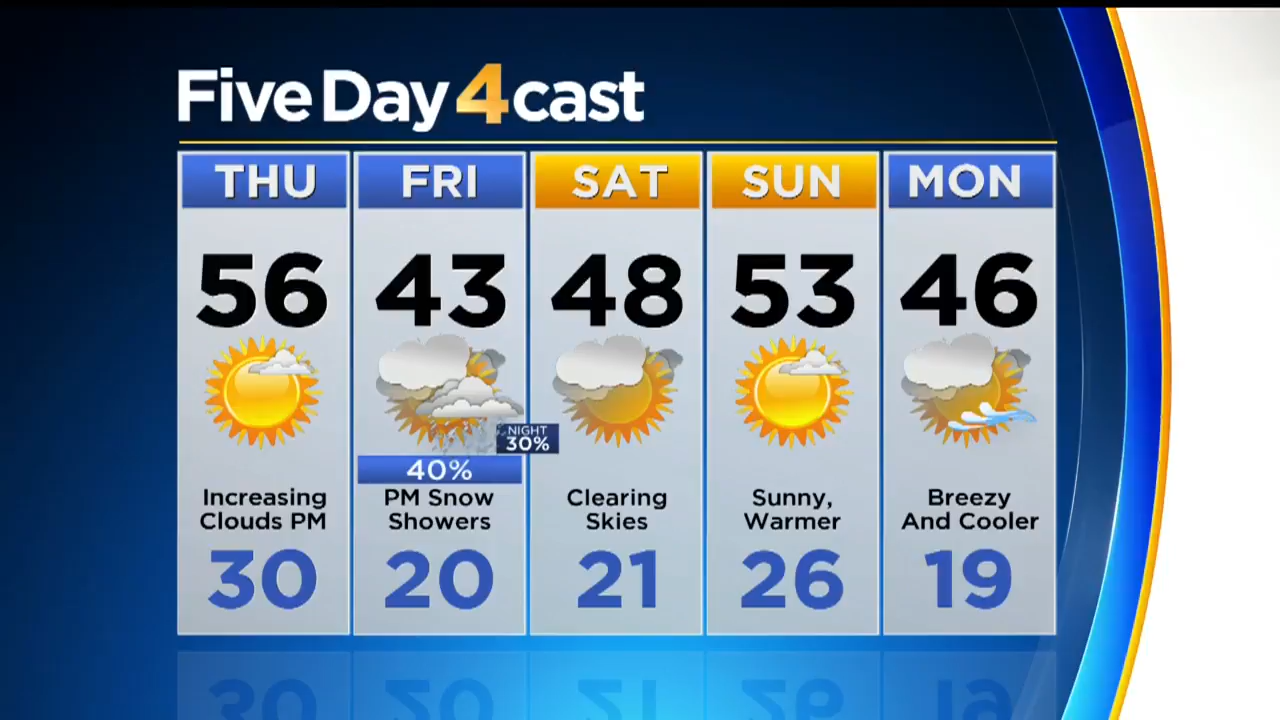 Five Day 4cast
THU FRI SAT SUN MON
56 43 48 53 46
NIGHT
30%
40%
Increasing
Clouds PM
PM Snow
Showers
Clearing
Skies
Sunny,
Warmer
Breezy
And Cooler
30 20 21 26 19